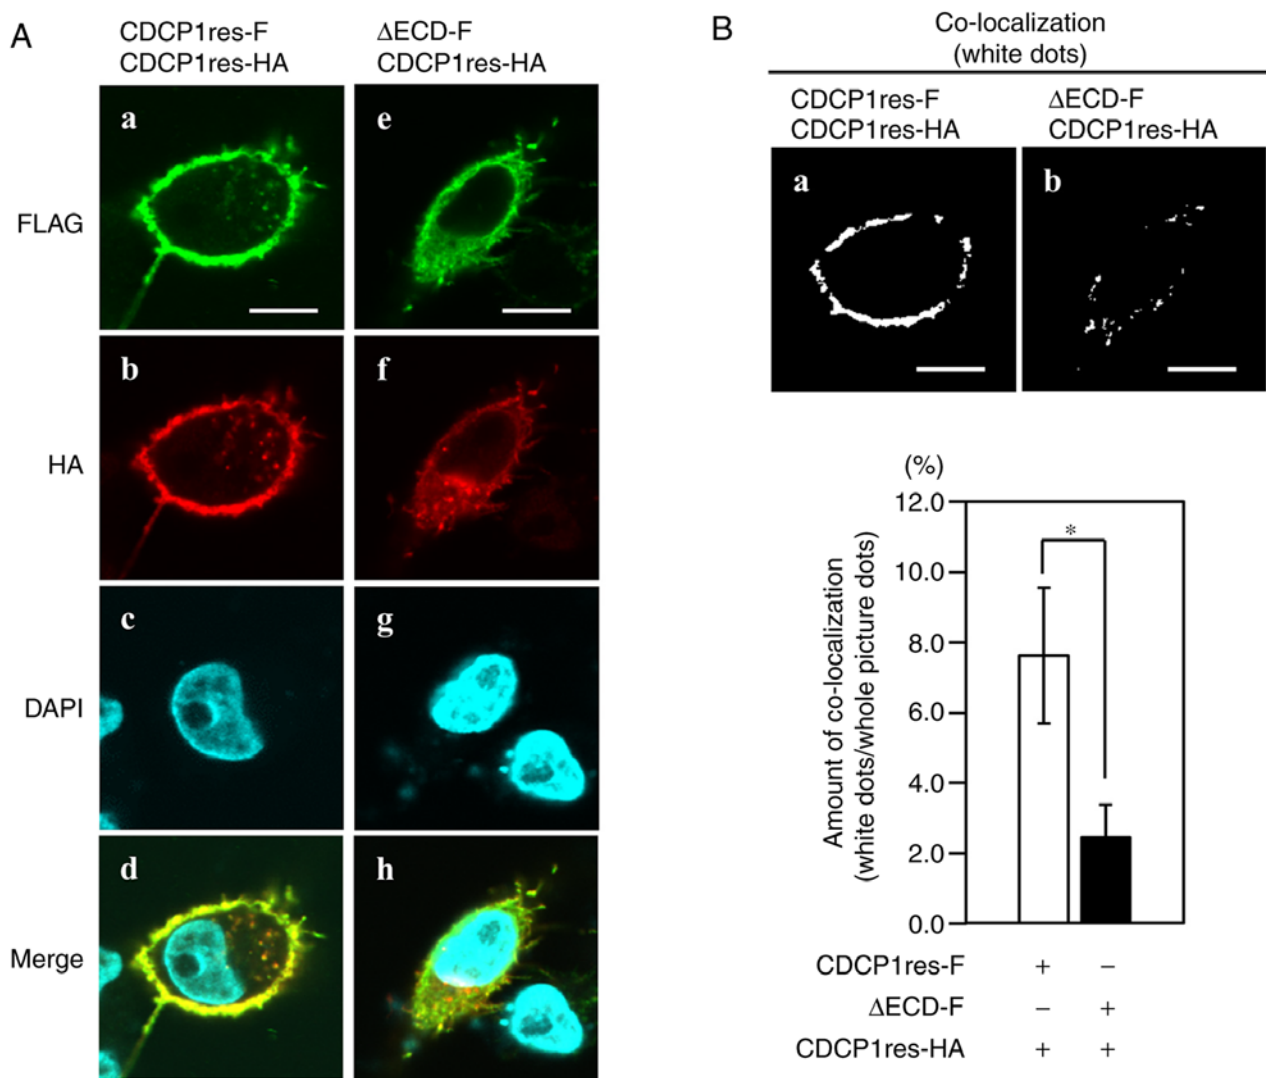 A
CDCP1res-F
CDCP1res-HA
ΔECD-F
CDCP1res-HA
FLAG
a
e
HA
b
f
DAPI
c
g
Merge
d
h
B
Co-localization
(white dots)
CDCP1res-F
CDCP1res-HA
ΔECD-F
CDCP1res-HA
a
b
(%)
12.0
10.0
8.0
6.0
4.0
2.0
0.0
Amount of co-localization
(white dots/whole picture dots)
*
CDCP1res-F + –
ΔECD-F – +
CDCP1res-HA + +